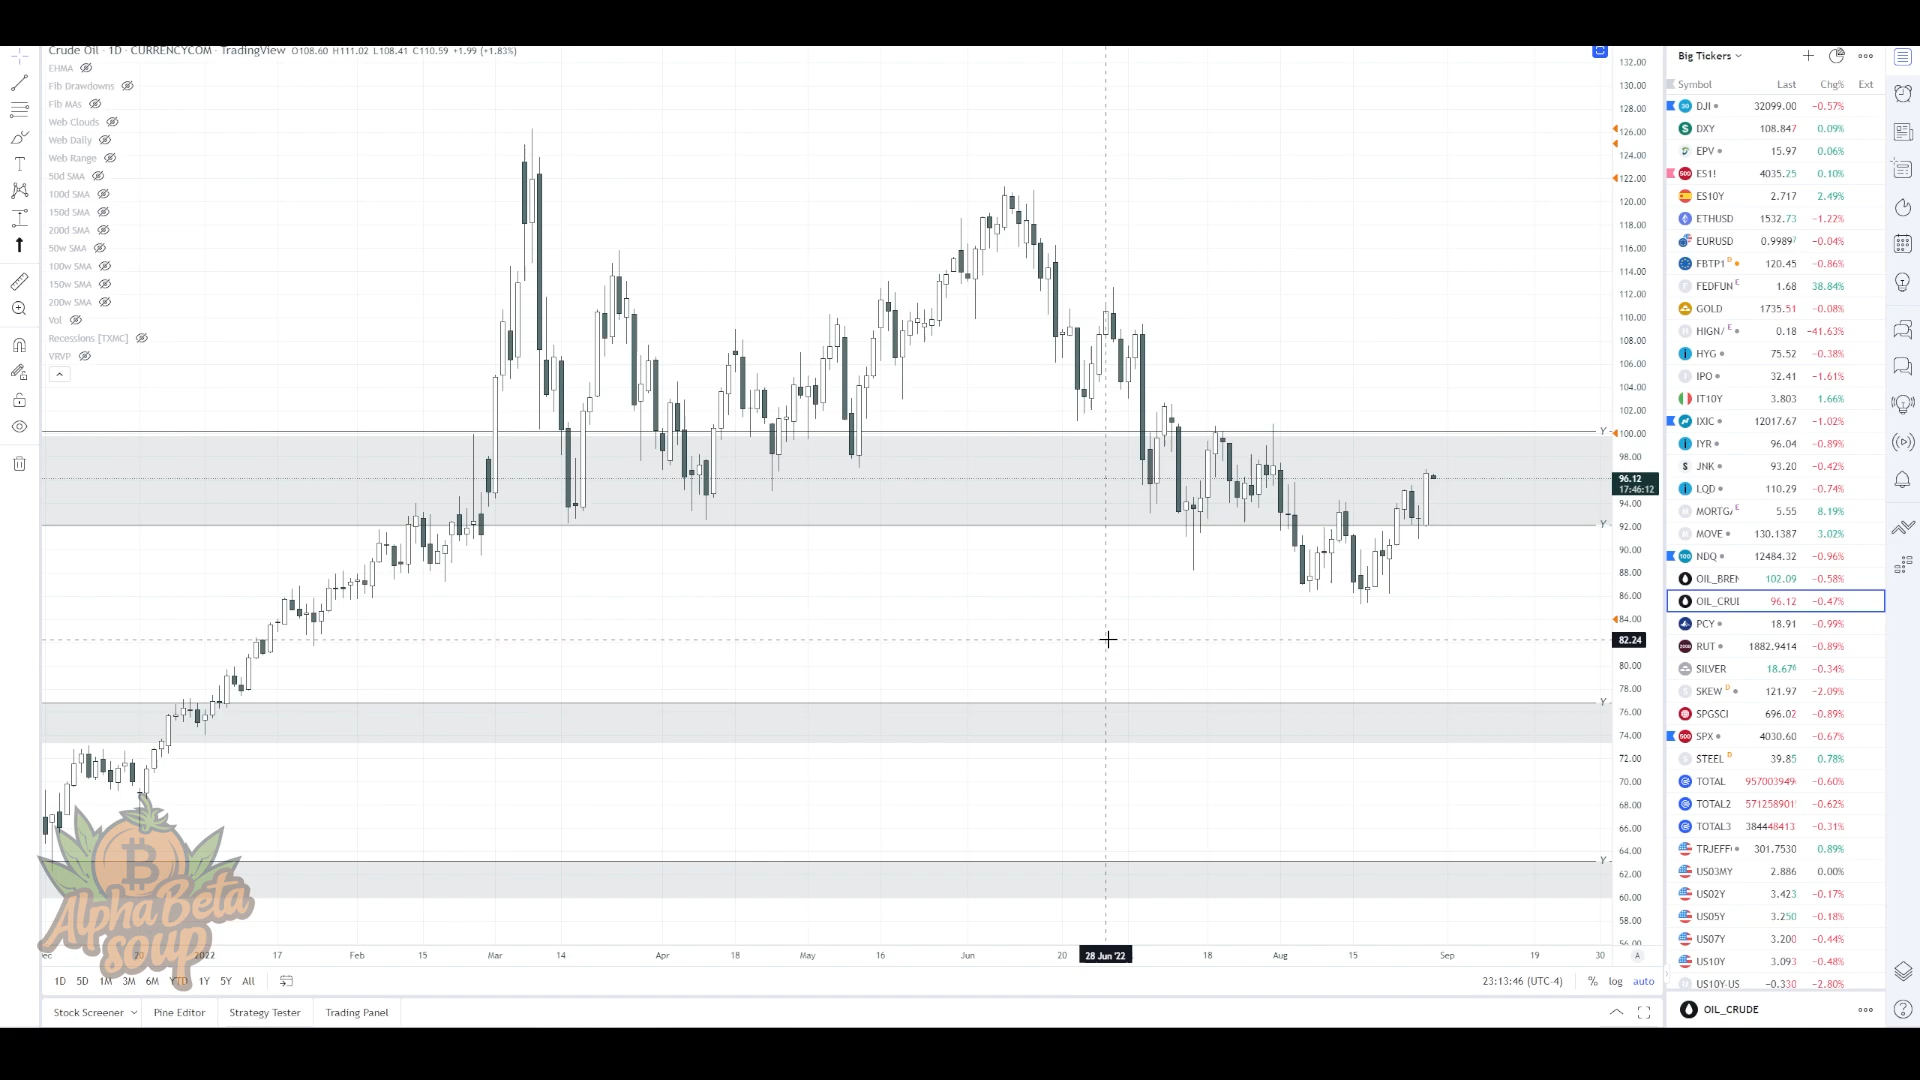 Crude Oil · 1D · CURRENCYCOM · TradingView O108.60 H111.02 L108.41 C110.59 +1.99 (+1.83%)
EHMA
Fib Drawdowns
Fib MAs
Web Clouds
Web Daily
Web Range
50d SMA
100d SMA
150d SMA
200d SMA
50w SMA
100w SMA
150w SMA
200w SMA
Vol
Recessions [TXMC]
VRVP
132.00
130.00
128.00
126.00
124.00
122.00
120.00
118.00
116.00
114.00
112.00
110.00
108.00
106.00
104.00
102.00
Y
100.00
98.00
96.12
17:46:12
94.00
Y
92.00
90.00
88.00
86.00
84.00
82.24
80.00
78.00
Y
76.00
74.00
72.00
70.00
68.00
66.00
64.00
Y
62.00
60.00
58.00
56.00
AlphaBeta
soup
ec 20 2022 17 Feb 15 Mar 14 Apr 18 May 16 Jun 20 28 Jun '22 18 Aug 15 Sep 19 30 A
1D 5D 1M 3M 6M YTD 1Y 5Y All
23:13:46 (UTC-4) % log auto
Stock Screener Pine Editor Strategy Tester Trading Panel
Big Tickers
Symbol Last Chg% Ext
DJI 32099.00 −0.57%
DXY 108.847 0.09%
EPV 15.97 0.06%
ES1! 4035.25 0.10%
ES10Y 2.717 2.49%
ETHUSD 1532.73 −1.22%
EURUSD 0.99897 −0.04%
FBTP1 D 120.45 −0.86%
FEDFUN E 1.68 38.84%
GOLD 1735.51 −0.08%
HIGN/ E 0.18 −41.63%
HYG 75.52 −0.38%
IPO 32.41 −1.61%
IT10Y 3.803 1.66%
IXIC 12017.67 −1.02%
IYR 96.04 −0.89%
JNK 93.20 −0.42%
LQD 110.29 −0.74%
MORTG/ E 5.55 8.19%
MOVE 130.1387 3.02%
NDQ 12484.32 −0.96%
OIL_BREN 102.09 −0.58%
OIL_CRUI 96.12 −0.47%
PCY 18.91 −0.99%
RUT 1882.9414 −0.89%
SILVER 18.676 −0.34%
SKEW D 121.97 −2.09%
SPGSCI 696.02 −0.89%
SPX 4030.60 −0.67%
STEEL D 39.85 0.78%
TOTAL 957003949 −0.60%
TOTAL2 571258901 −0.62%
TOTAL3 384448413 −0.31%
TRJEFF 301.7530 0.89%
US03MY 2.886 0.00%
US02Y 3.423 −0.17%
US05Y 3.250 −0.18%
US07Y 3.200 −0.44%
US10Y 3.093 −0.48%
US10Y-US −0.330 −2.80%
OIL_CRUDE